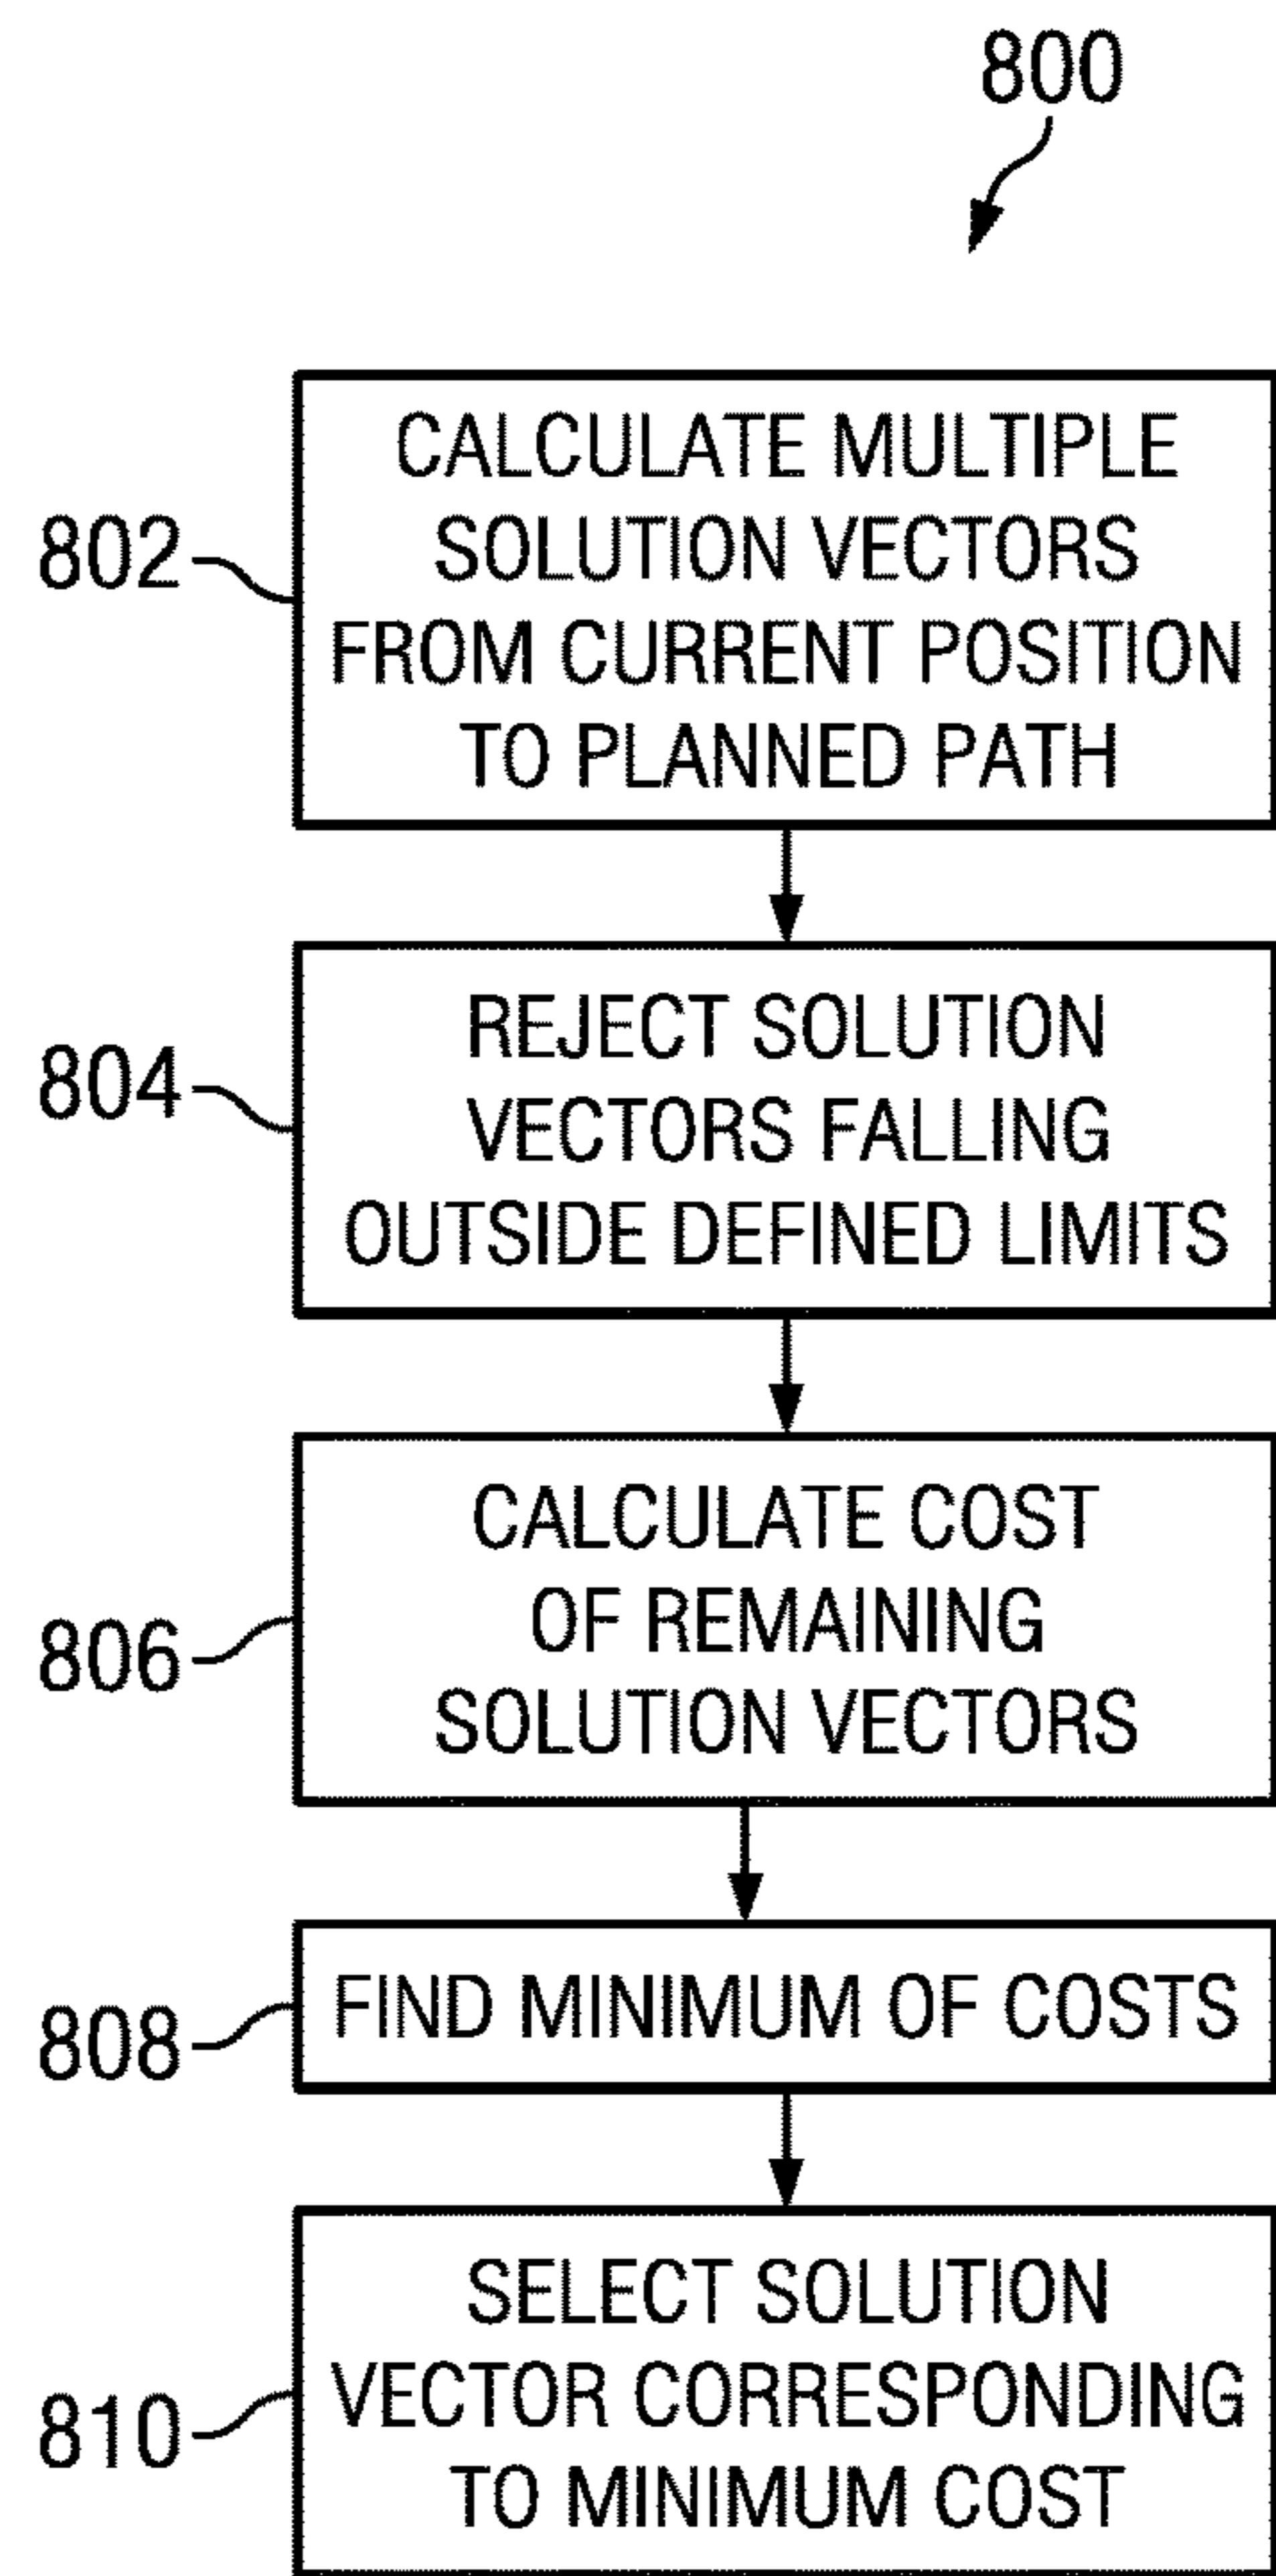 800
802
CALCULATE MULTIPLE
SOLUTION VECTORS
FROM CURRENT POSITION
TO PLANNED PATH
804
REJECT SOLUTION
VECTORS FALLING
OUTSIDE DEFINED LIMITS
806
CALCULATE COST
OF REMAINING
SOLUTION VECTORS
808
FIND MINIMUM OF COSTS
810
SELECT SOLUTION
VECTOR CORRESPONDING
TO MINIMUM COST